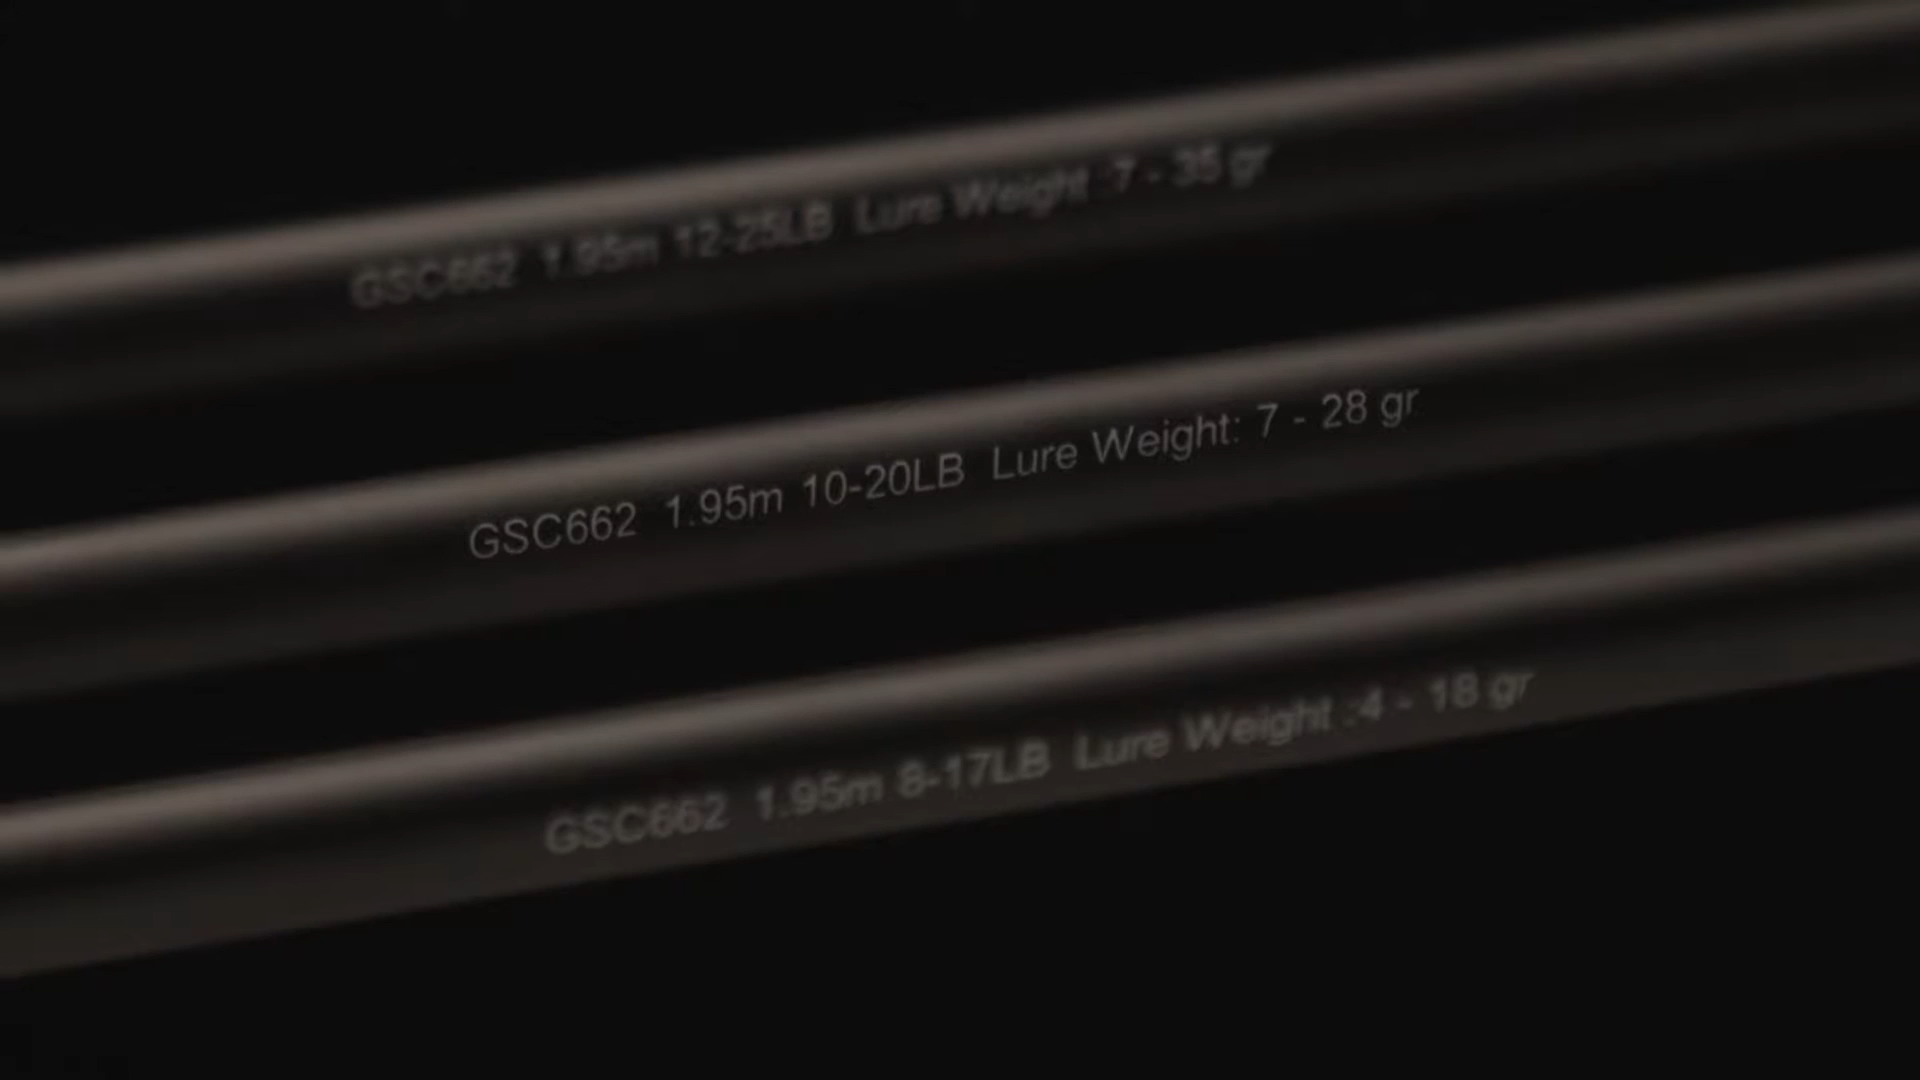 GSC662 1.95m 12-25LB Lure Weight :7 - 35 gr
GSC662 1.95m 10-20LB Lure Weight: 7 - 28 gr
GSC662 1.95m 8-17LB Lure Weight :4 - 18 gr